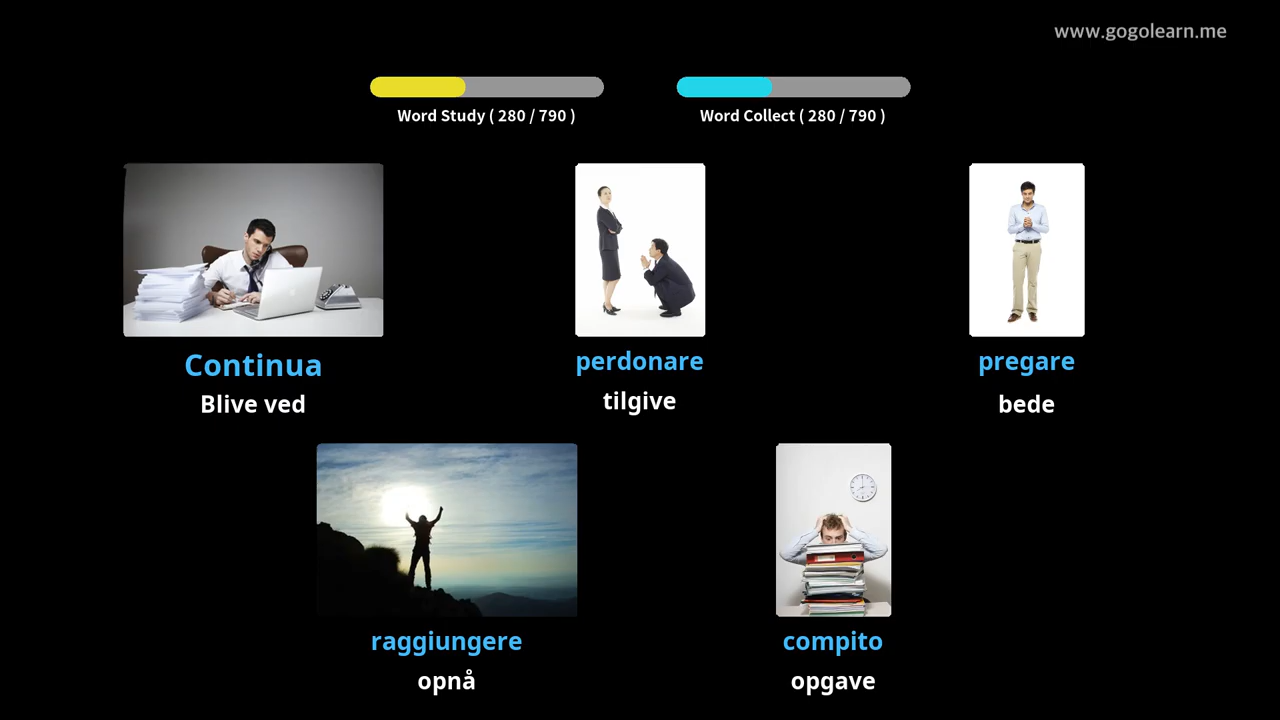 www.gogolearn.me
Word Study ( 280 / 790 )
Word Collect ( 280 / 790 )
Continua
Blive ved
perdonare
tilgive
pregare
bede
raggiungere
opnå
compito
opgave